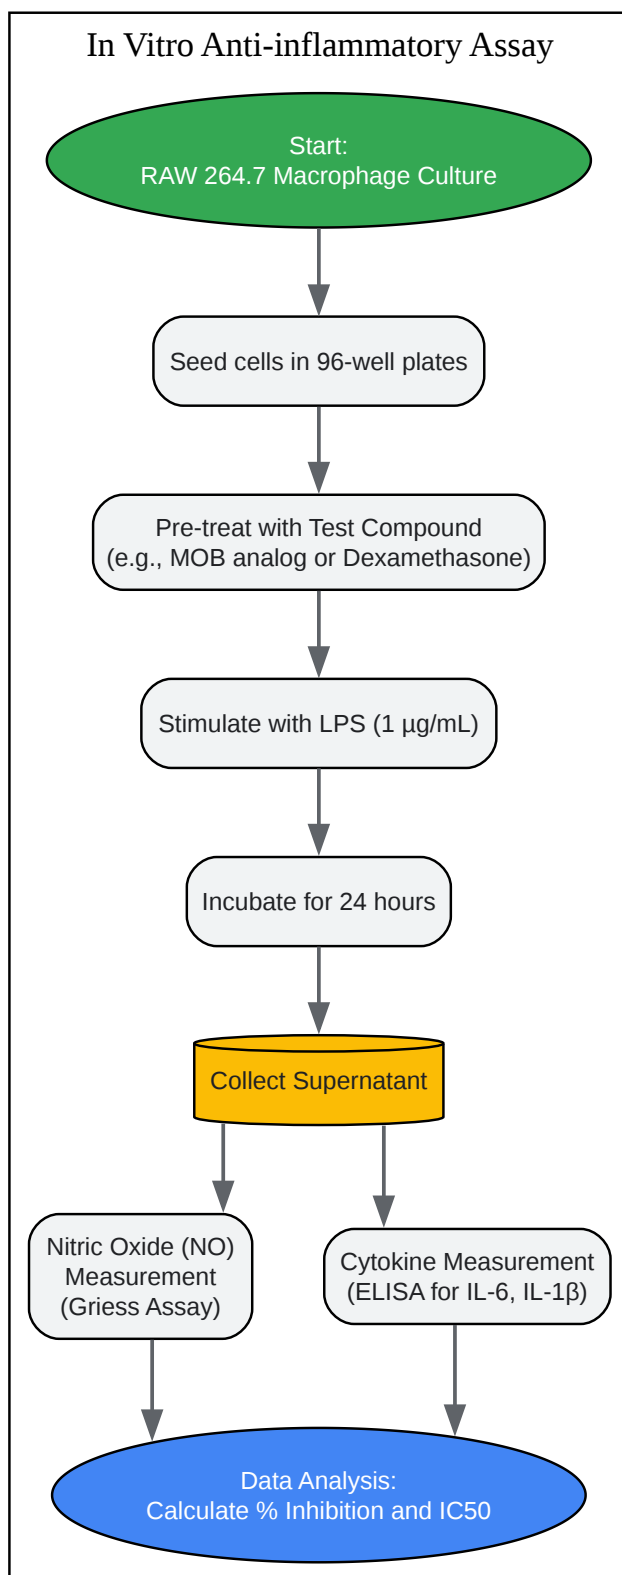 In Vitro Anti-inflammatory Assay
Start:
RAW 264.7 Macrophage Culture
Seed cells in 96-well plates
Pre-treat with Test Compound
(e.g., MOB analog or Dexamethasone)
Stimulate with LPS (1 µg/mL)
Incubate for 24 hours
Collect Supernatant
Nitric Oxide (NO)
Measurement
(Griess Assay)
Cytokine Measurement
(ELISA for IL-6, IL-1β)
Data Analysis:
Calculate % Inhibition and IC50